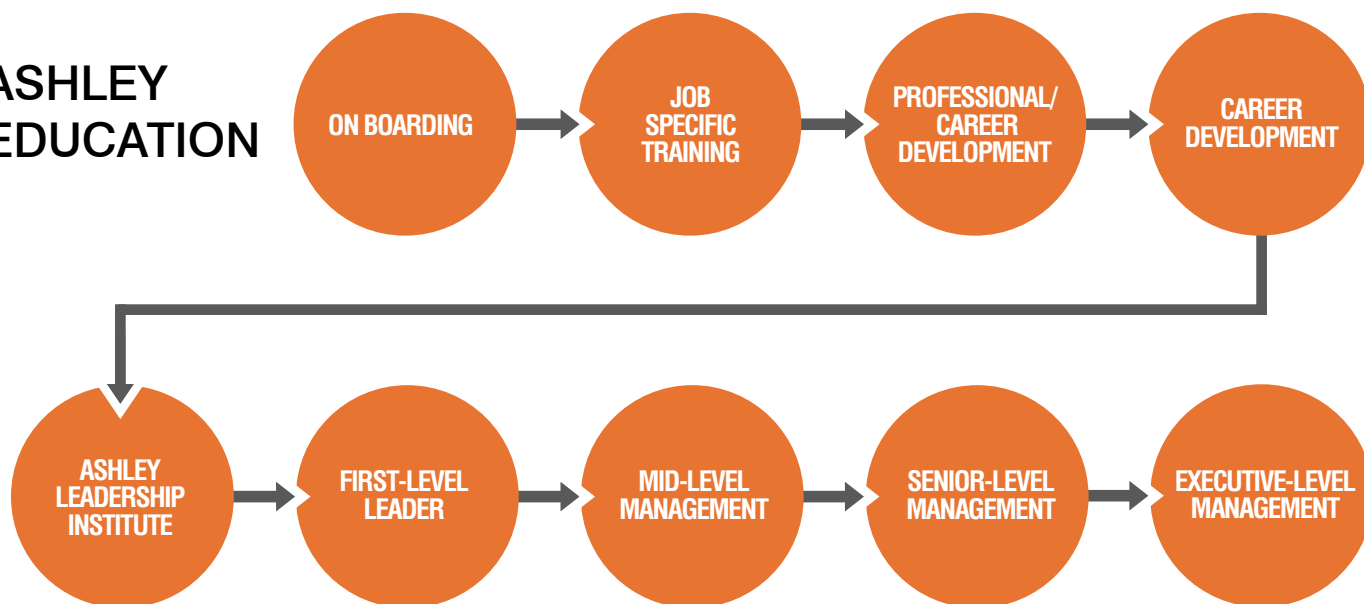 ASHLEY
EDUCATION
ON BOARDING
JOB
SPECIFIC
TRAINING
PROFESSIONAL/
CAREER
DEVELOPMENT
CAREER
DEVELOPMENT
ASHLEY
LEADERSHIP
INSTITUTE
FIRST-LEVEL
LEADER
MID-LEVEL
MANAGEMENT
SENIOR-LEVEL
MANAGEMENT
EXECUTIVE-LEVEL
MANAGEMENT